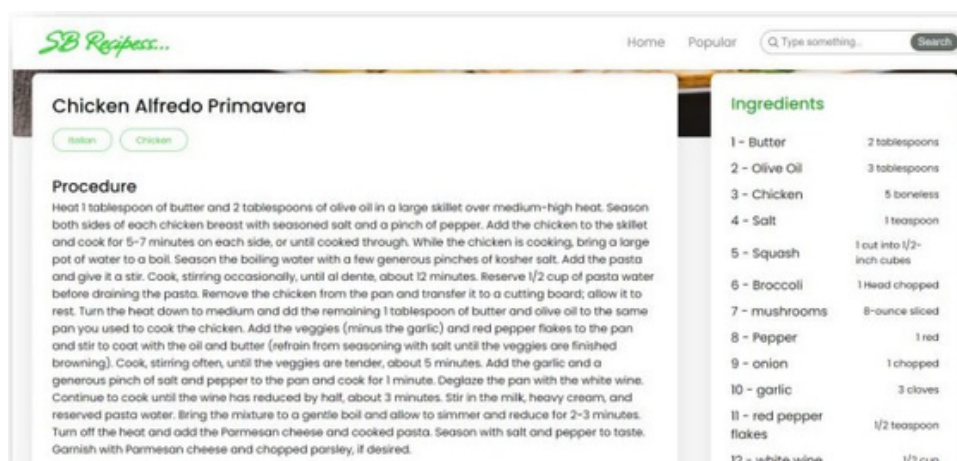 SB Recipess...
Home
Popular
Type something...
Search
Chicken Alfredo Primavera
Italian
Chicken
Procedure
Heat 1 tablespoon of butter and 2 tablespoons of olive oil in a large skillet over medium-high heat. Season
both sides of each chicken breast with seasoned salt and a pinch of pepper. Add the chicken to the skillet
and cook for 5-7 minutes on each side, or until cooked through. While the chicken is cooking, bring a large
pot of water to a boil. Season the boiling water with a few generous pinches of kosher salt. Add the pasta
and give it a stir. Cook, stirring occasionally, until al dente, about 12 minutes. Reserve 1/2 cup of pasta water
before draining the pasta. Remove the chicken from the pan and transfer it to a cutting board; allow it to
rest. Turn the heat down to medium and dd the remaining 1 tablespoon of butter and olive oil to the same
pan you used to cook the chicken. Add the veggies (minus the garlic) and red pepper flakes to the pan
and stir to coat with the oil and butter (refrain from seasoning with salt until the veggies are finished
browning). Cook, stirring often, until the veggies are tender, about 5 minutes. Add the garlic and a
generous pinch of salt and pepper to the pan and cook for 1 minute. Deglaze the pan with the white wine.
Continue to cook until the wine has reduced by half, about 3 minutes. Stir in the milk, heavy cream, and
reserved pasta water. Bring the mixture to a gentle boil and allow to simmer and reduce for 2-3 minutes.
Turn off the heat and add the Parmesan cheese and cooked pasta. Season with salt and pepper to taste.
Garnish with Parmesan cheese and chopped parsley, if desired.
Ingredients
1 - Butter 2 tablespoons
2 - Olive Oil 3 tablespoons
3 - Chicken 5 boneless
4 - Salt 1 teaspoon
5 - Squash 1 cut into 1/2-
inch cubes
6 - Broccoli 1 Head chopped
7 - mushrooms 8-ounce sliced
8 - Pepper 1 red
9 - onion 1 chopped
10 - garlic 3 cloves
11 - red pepper
flakes 1/2 teaspoon
12 - white wine 1/2 cup